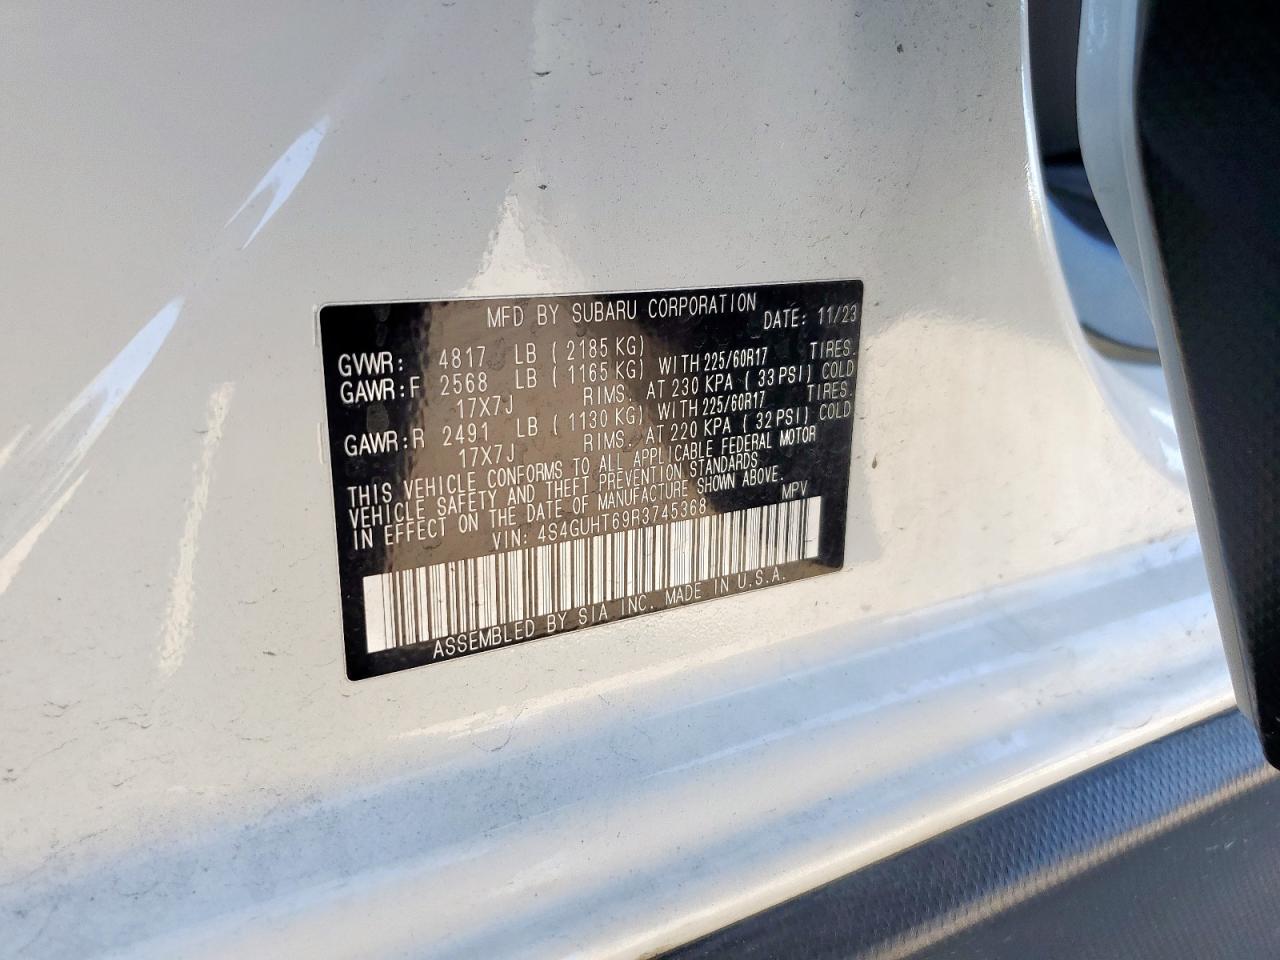 MFD BY SUBARU CORPORATION DATE: 11/23
GVWR: 4817 LB ( 2185 KG)
GAWR: F 2568 LB ( 1165 KG) WITH 225/60R17 TIRES.
17X7J RIMS. AT 230 KPA ( 33 PSI) COLD
GAWR: R 2491 LB ( 1130 KG) WITH 225/60R17 TIRES.
17X7J RIMS. AT 220 KPA ( 32 PSI) COLD
THIS VEHICLE CONFORMS TO ALL APPLICABLE FEDERAL MOTOR
VEHICLE SAFETY AND THEFT PREVENTION STANDARDS
IN EFFECT ON THE DATE OF MANUFACTURE SHOWN ABOVE.
VIN: 4S4GUHT69R3745368 MPV
ASSEMBLED BY SIA INC. MADE IN U.S.A.